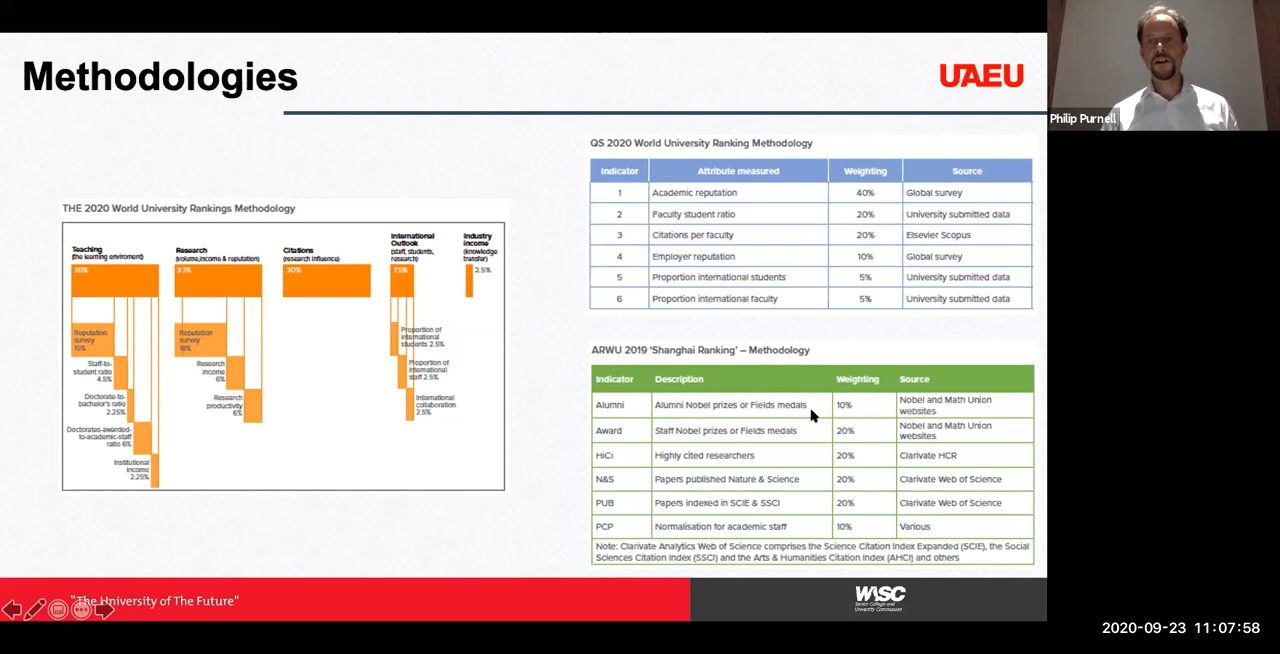 Methodologies
UAEU
Philip Purnell
THE 2020 World University Rankings Methodology
Teaching
(the learning enviroment)
30%
Research
(volume,income & reputation)
30%
Citations
(research influence)
30%
International
Outlook
(staff, students,
research)
7.5%
Industry
Income
(knowledge
transfer)
2.5%
Reputation
survey
15%
Staff-to-
student ratio
4.5%
Doctorate-to-
bachelor's ratio
2.25%
Doctorates-awarded-
to-academic-staff
ratio 6%
Institutional
income
2.25%
Reputation
survey
18%
Research
income
6%
Research
productivity
6%
Proportion of
international
students 2.5%
Proportion of
international
staff 2.5%
International
collaboration
2.5%
QS 2020 World University Ranking Methodology
Indicator Attribute measured Weighting Source
1 Academic reputation 40% Global survey
2 Faculty student ratio 20% University submitted data
3 Citations per faculty 20% Elsevier Scopus
4 Employer reputation 10% Global survey
5 Proportion international students 5% University submitted data
6 Proportion international faculty 5% University submitted data
ARWU 2019 'Shanghai Ranking' – Methodology
Indicator Description Weighting Source
Alumni Alumni Nobel prizes or Fields medals 10% Nobel and Math Union
websites
Award Staff Nobel prizes or Fields medals 20% Nobel and Math Union
websites
HiCi Highly cited researchers 20% Clarivate HCR
N&S Papers published Nature & Science 20% Clarivate Web of Science
PUB Papers indexed in SCIE & SSCI 20% Clarivate Web of Science
PCP Normalisation for academic staff 10% Various
Note: Clarivate Analytics Web of Science comprises the Science Citation Index Expanded (SCIE), the Social
Sciences Citation Index (SSCI) and the Arts & Humanities Citation Index (AHCI) and others
"The University of The Future"
WASC
Senior College and
University Commission
2020-09-23 11:07:58